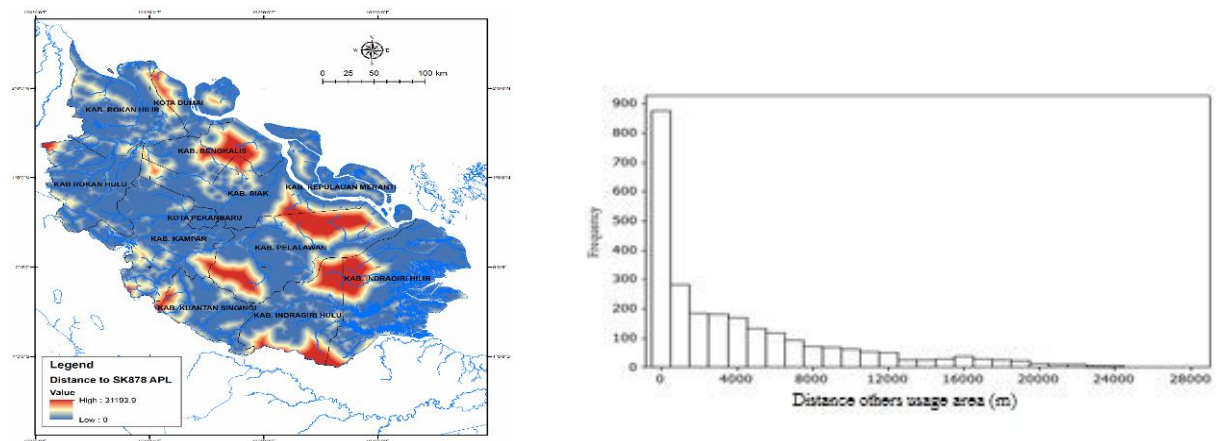 W E
0 25 50 100 km
KOTA DUMAI
KAB. ROKAN HILIR
KAB. BENGKALIS
KAB ROKAN HULU
KAB. SIAK
KAB. KEPULAUAN MERANTI
KOTA PEKANBARU
KAB. KAMPAR
KAB. PELALAWAN
KAB. INDRAGIRI HILIR
KAB. KUANTAN SINGINGI
KAB. INDRAGIRI HULU
Legend
Distance to SK878 APL
Value
High : 31193.9
Low : 0
900
800
700
600
500
400
300
200
100
0
Frequency
0 4000 8000 12000 16000 20000 24000 28000
Distance others usage area (m)